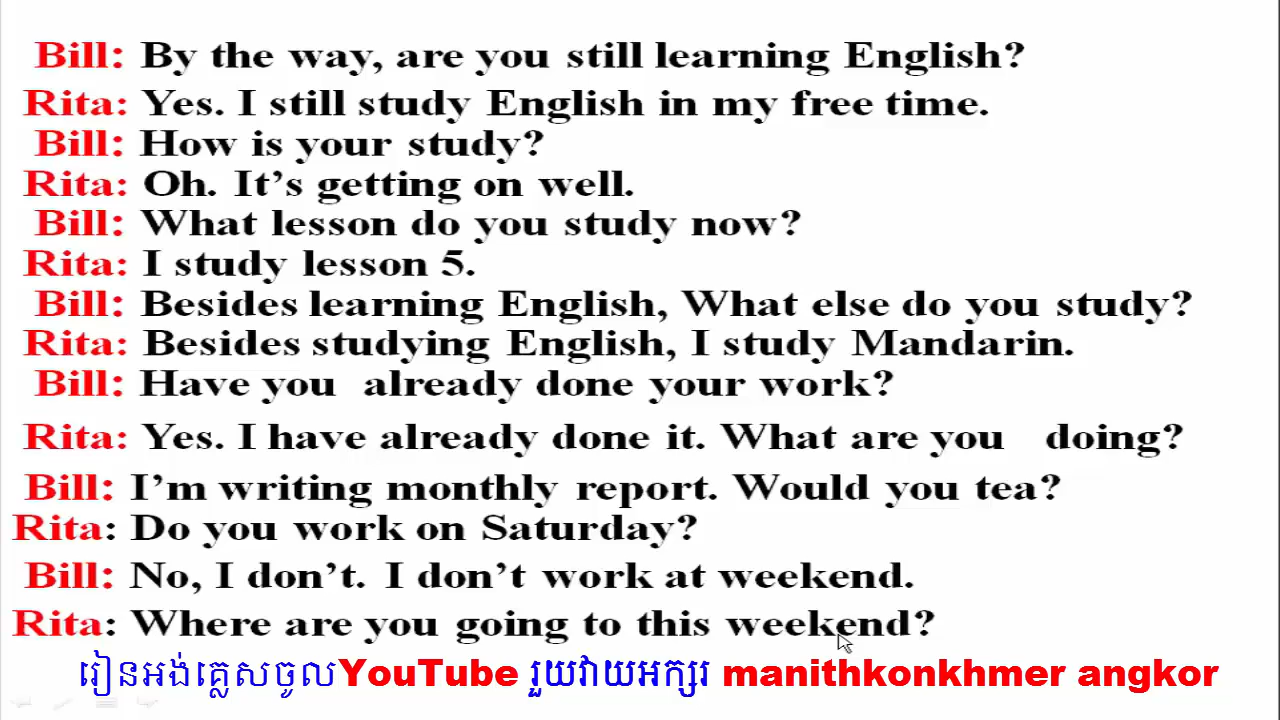 Bill: By the way, are you still learning English?
Rita: Yes. I still study English in my free time.
Bill: How is your study?
Rita: Oh. It’s getting on well.
Bill: What lesson do you study now?
Rita: I study lesson 5.
Bill: Besides learning English, What else do you study?
Rita: Besides studying English, I study Mandarin.
Bill: Have you already done your work?
Rita: Yes. I have already done it. What are you doing?
Bill: I’m writing monthly report. Would you tea?
Rita: Do you work on Saturday?
Bill: No, I don’t. I don’t work at weekend.
Rita: Where are you going to this weekend?
រៀនអង់គ្លេសចូលYouTube រួយវាយអក្សរ manithkonkhmer angkor